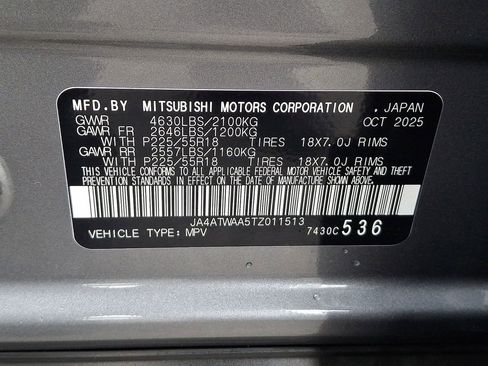 MFD.BY MITSUBISHI MOTORS CORPORATION . JAPAN
GVWR 4630LBS/2100KG OCT 2025
GAWR FR 2646LBS/1200KG
WITH P225/55R18 TIRES 18X7.0J RIMS
GAWR RR 2557LBS/1160KG
WITH P225/55R18 TIRES 18X7.0J RIMS
THIS VEHICLE CONFORMS TO ALL APPLICABLE FEDERAL MOTOR VEHICLE SAFETY AND
THEFT PREVENTION STANDARDS IN EFFECT ON THE DATE OF MANUFACTURE SHOWN ABOVE.
JA4ATWAA5TZ011513
VEHICLE TYPE: MPV 7430C 536